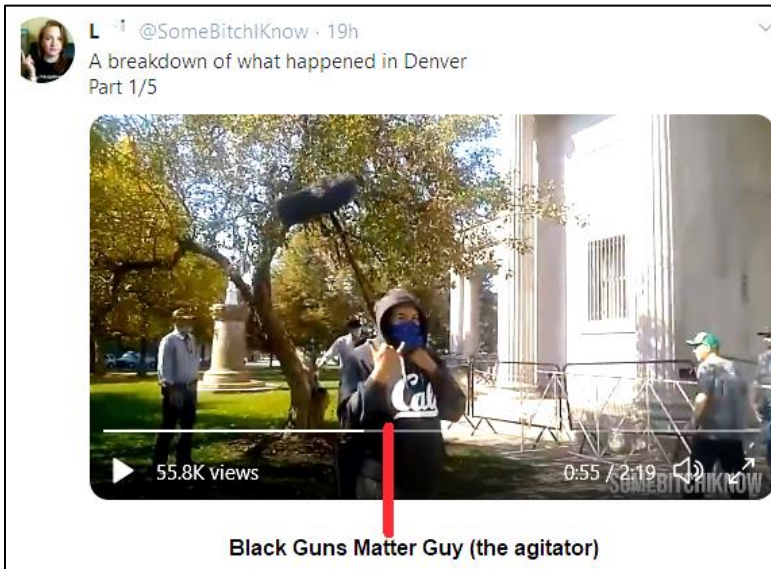 L @SomeBitchIKnow · 19h
A breakdown of what happened in Denver
Part 1/5
55.8K views
0:55 / 2:19
SOMEBITCHIKNOW
Black Guns Matter Guy (the agitator)